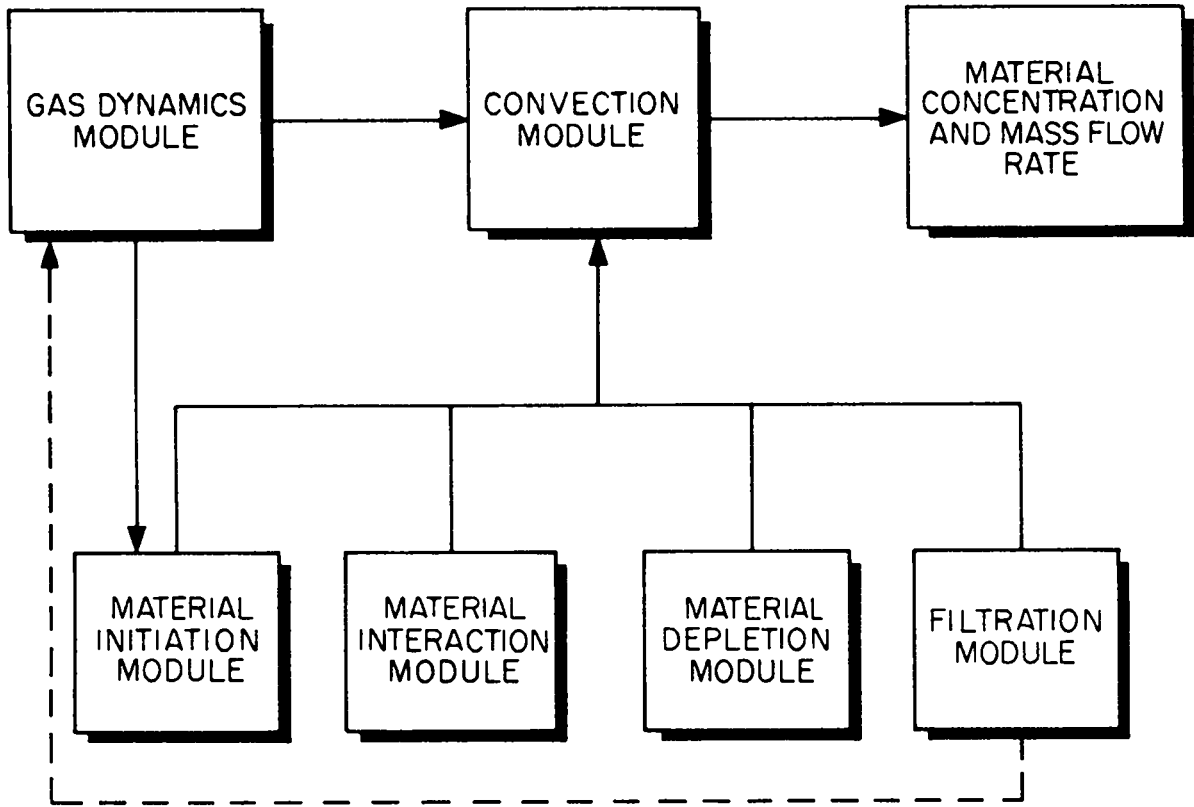 GAS DYNAMICS
MODULE
CONVECTION
MODULE
MATERIAL
CONCENTRATION
AND MASS FLOW
RATE
MATERIAL
INITIATION
MODULE
MATERIAL
INTERACTION
MODULE
MATERIAL
DEPLETION
MODULE
FILTRATION
MODULE